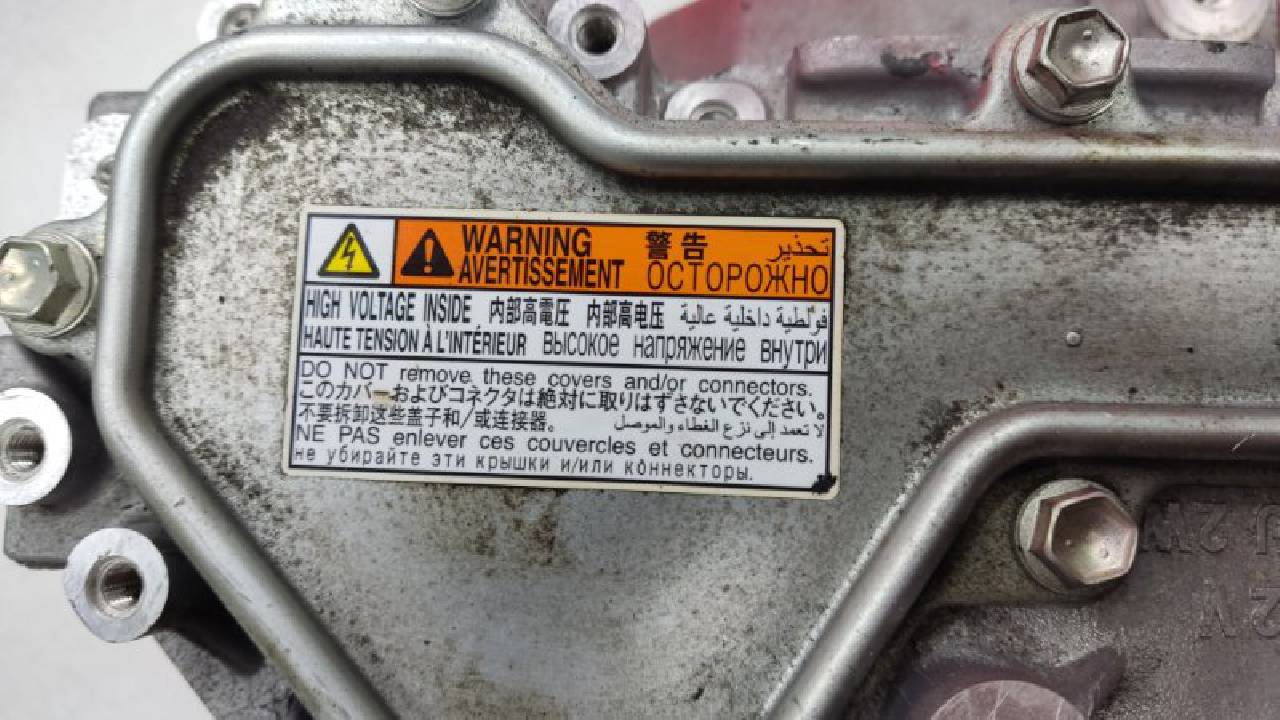 WARNING 警告 تحذير
AVERTISSEMENT ОСТОРОЖНО
HIGH VOLTAGE INSIDE 内部高電圧 内部高电压 فولطية داخلية عالية
HAUTE TENSION À L'INTÉRIEUR Высокое напряжение внутри
DO NOT remove these covers and/or connectors.
このカバーおよびコネクタは絶対に取りはずさないでください。
不要拆卸这些盖子和/或连接器。 لا تعمد إلى نزع الغطاء والموصل
NE PAS enlever ces couvercles et connecteurs.
не убирайте эти крышки и/или коннекторы.
2W
2V